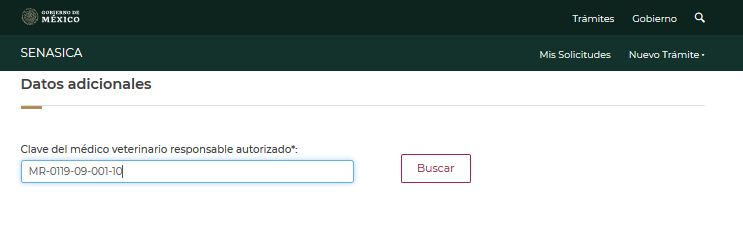 GOBIERNO DE
MÉXICO
Trámites
Gobierno
SENASICA
Mis Solicitudes
Nuevo Trámite
Datos adicionales
Clave del médico veterinario responsable autorizado*:
MR-0119-09-001-10
Buscar